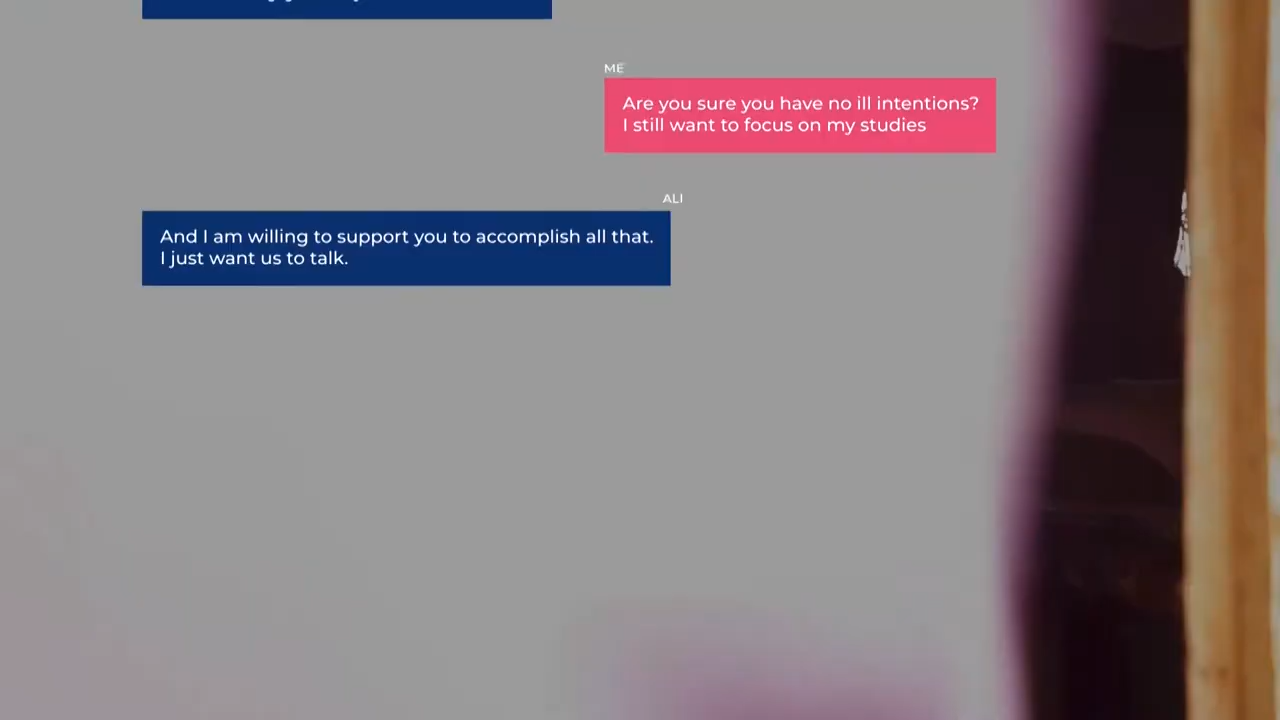 ME
Are you sure you have no ill intentions?
I still want to focus on my studies
ALI
And I am willing to support you to accomplish all that.
I just want us to talk.